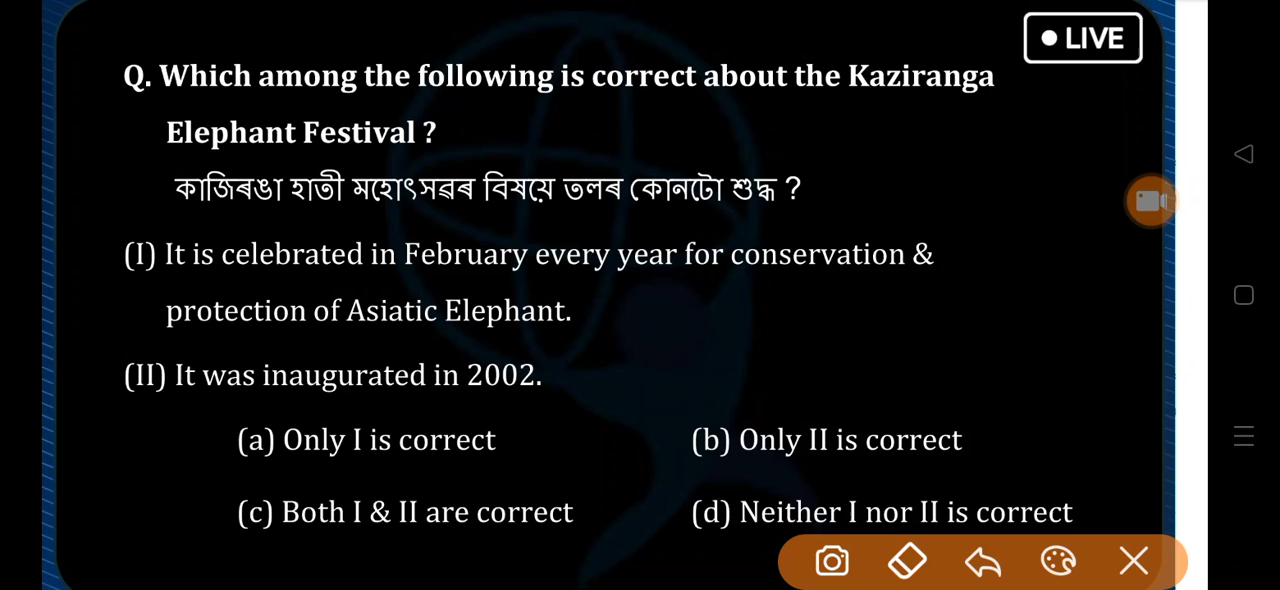 ● LIVE
Q. Which among the following is correct about the Kaziranga
Elephant Festival ?
কাজিৰঙা হাতী মহোৎসৱৰ বিষয়ে তলৰ কোনটো শুদ্ধ ?
(I) It is celebrated in February every year for conservation &
protection of Asiatic Elephant.
(II) It was inaugurated in 2002.
(a) Only I is correct (b) Only II is correct
(c) Both I & II are correct (d) Neither I nor II is correct